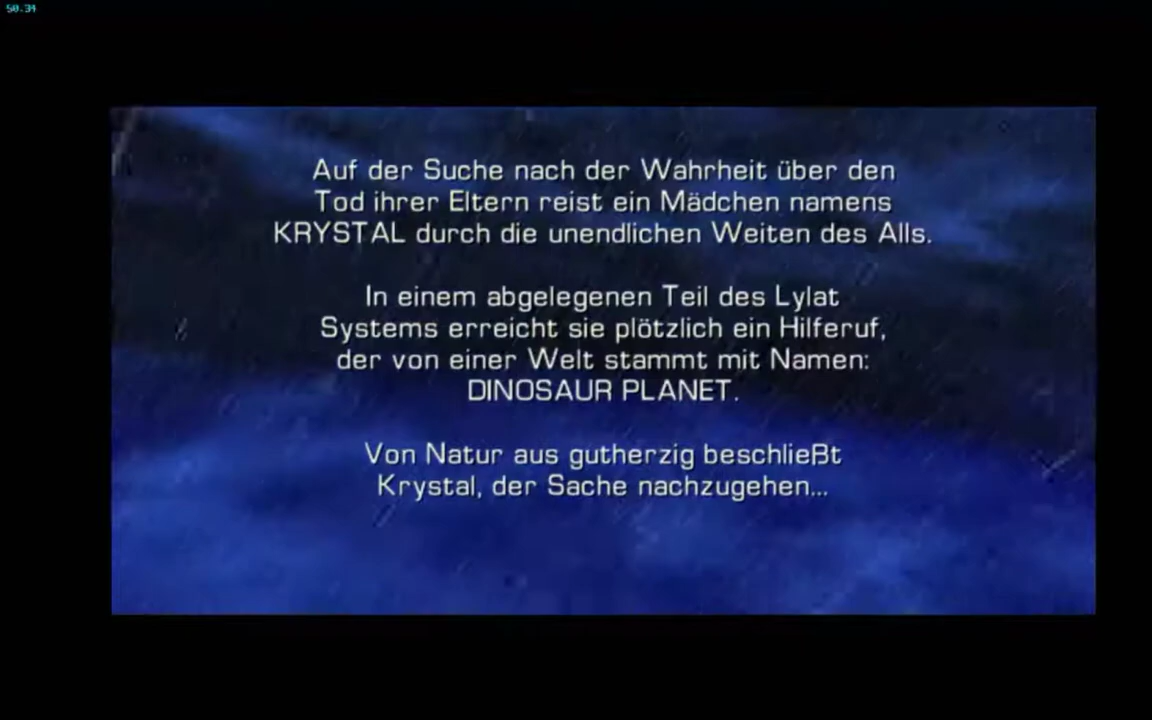 50.34
Auf der Suche nach der Wahrheit über den
Tod ihrer Eltern reist ein Mädchen namens
KRYSTAL durch die unendlichen Weiten des Alls.
In einem abgelegenen Teil des Lylat
Systems erreicht sie plötzlich ein Hilferuf,
der von einer Welt stammt mit Namen:
DINOSAUR PLANET.
Von Natur aus gutherzig beschließt
Krystal, der Sache nachzugehen...